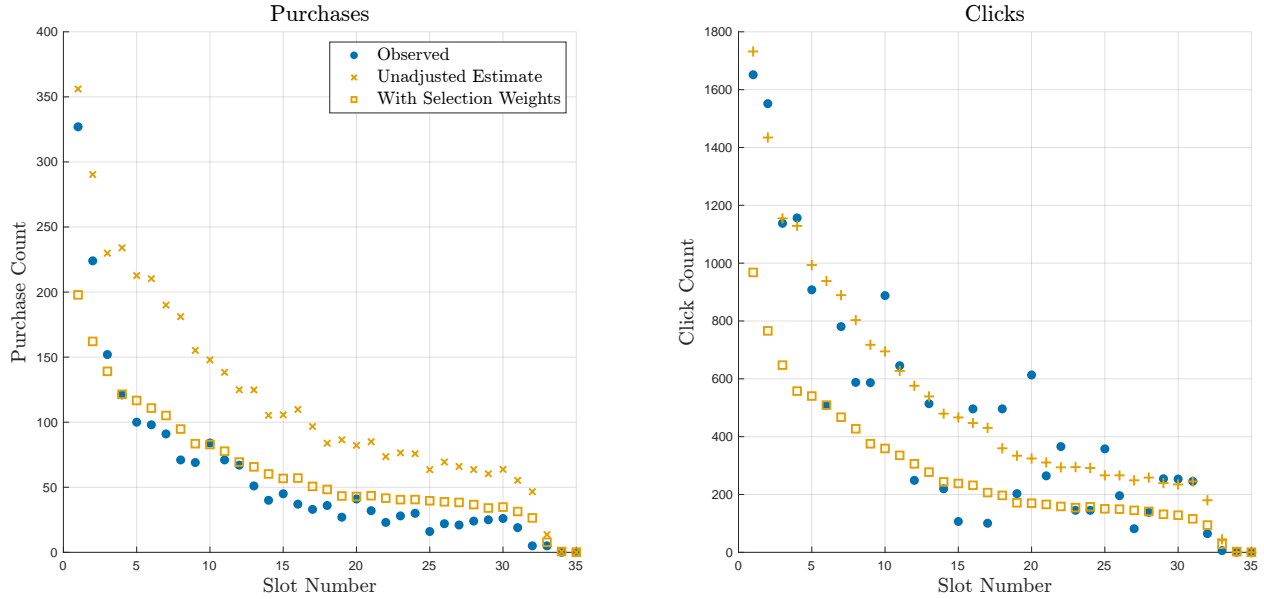 Purchases
400
350
300
250
200
150
100
50
0
Purchase Count
0 5 10 15 20 25 30 35
Slot Number
Observed
Unadjusted Estimate
With Selection Weights
Clicks
1800
1600
1400
1200
1000
800
600
400
200
0
Click Count
0 5 10 15 20 25 30 35
Slot Number